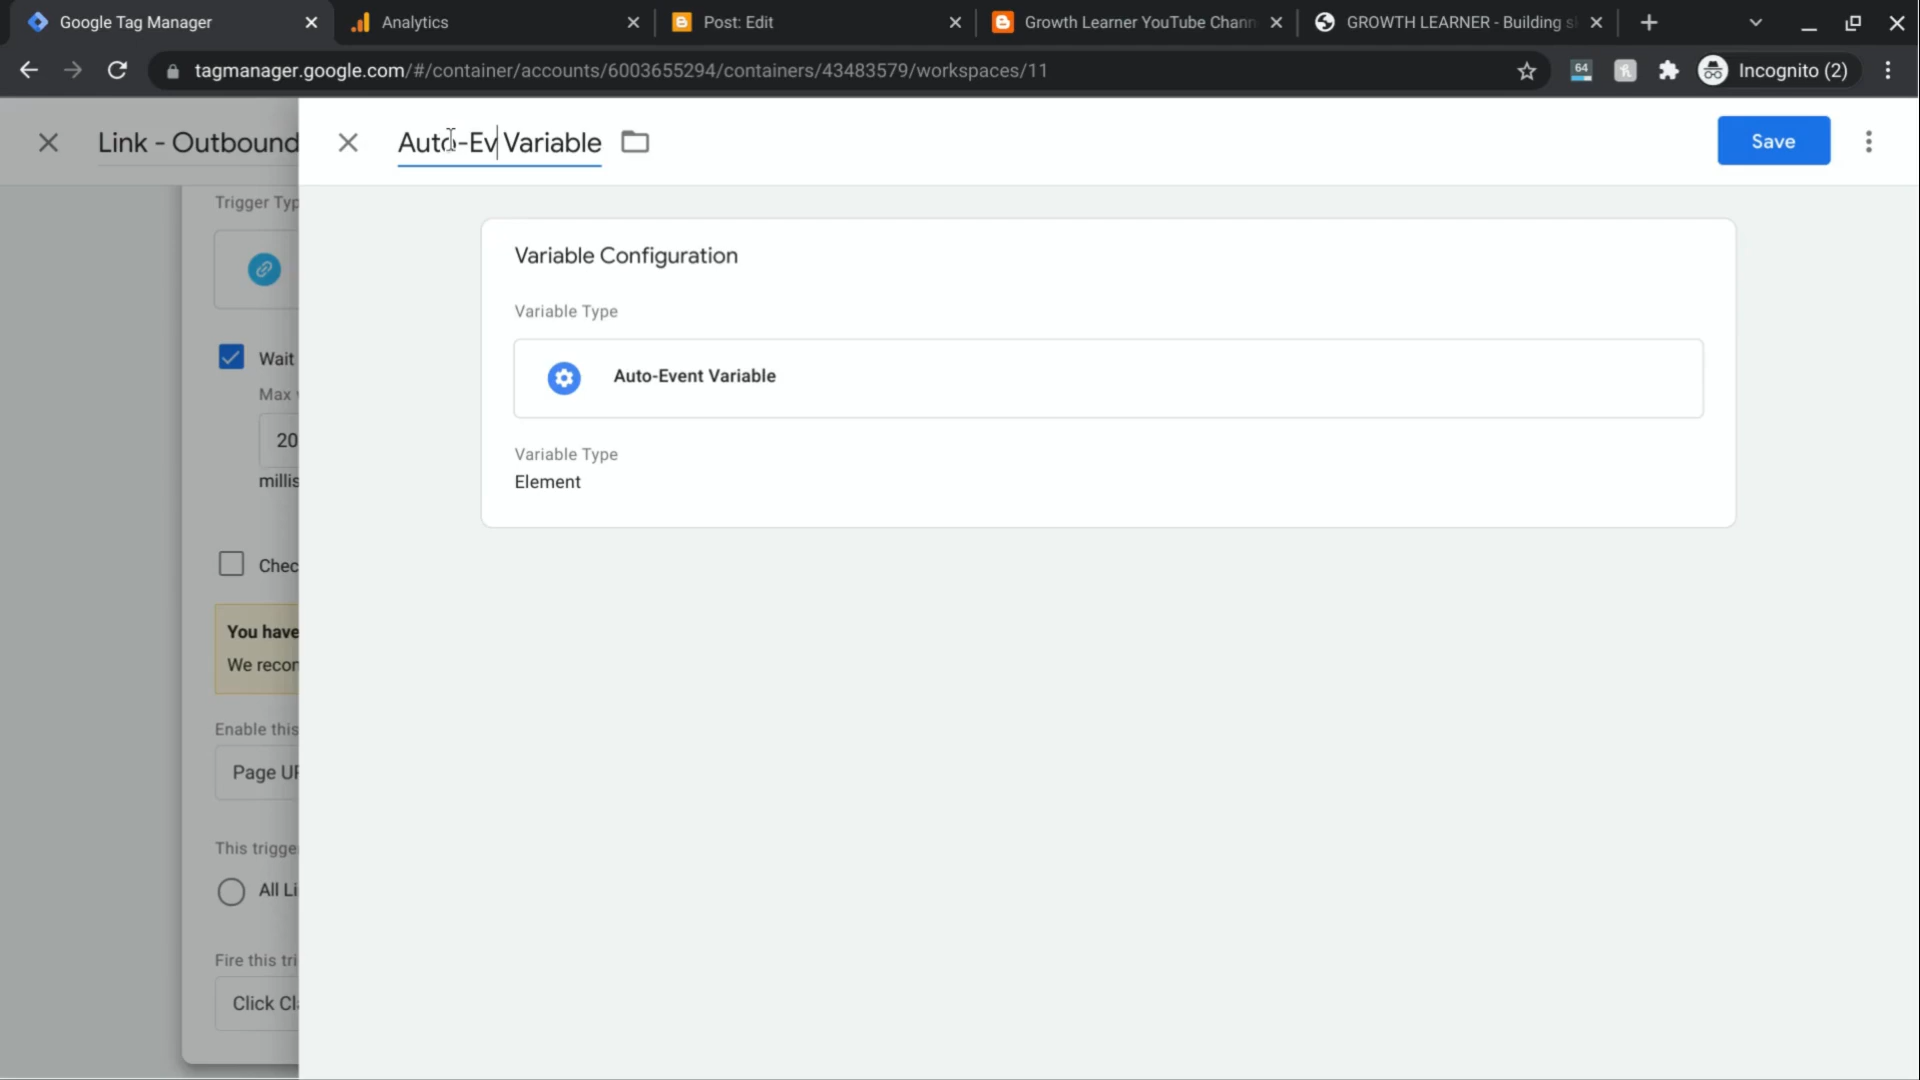 Google Tag Manager
Analytics
Post: Edit
Growth Learner YouTube Chann
GROWTH LEARNER - Building s
tagmanager.google.com/#/container/accounts/6003655294/containers/43483579/workspaces/11
64
Incognito (2)
Link - Outbound
Auto-Ev Variable
Save
Trigger Typ
Variable Configuration
Variable Type
Auto-Event Variable
Variable Type
Element
Wait
Max
20
millis
Chec
You have
We recor
Enable this
Page UR
This trigge
All Li
Fire this tri
Click Cla